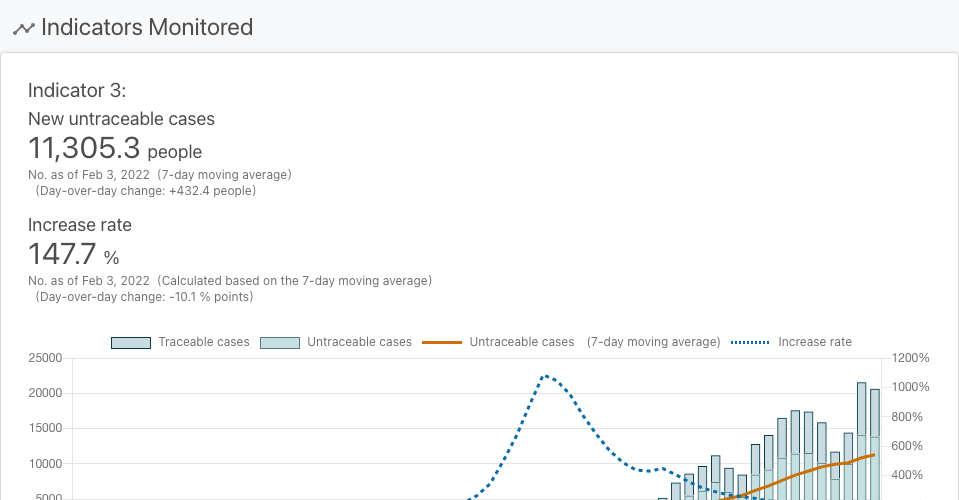 Indicators Monitored
Indicator 3:
New untraceable cases
11,305.3 people
No. as of Feb 3, 2022 (7-day moving average)
(Day-over-day change: +432.4 people)
Increase rate
147.7 %
No. as of Feb 3, 2022 (Calculated based on the 7-day moving average)
(Day-over-day change: -10.1 % points)
Traceable cases Untraceable cases Untraceable cases (7-day moving average) Increase rate
25000 1200%
20000 1000%
15000 800%
10000 600%
400%
5000